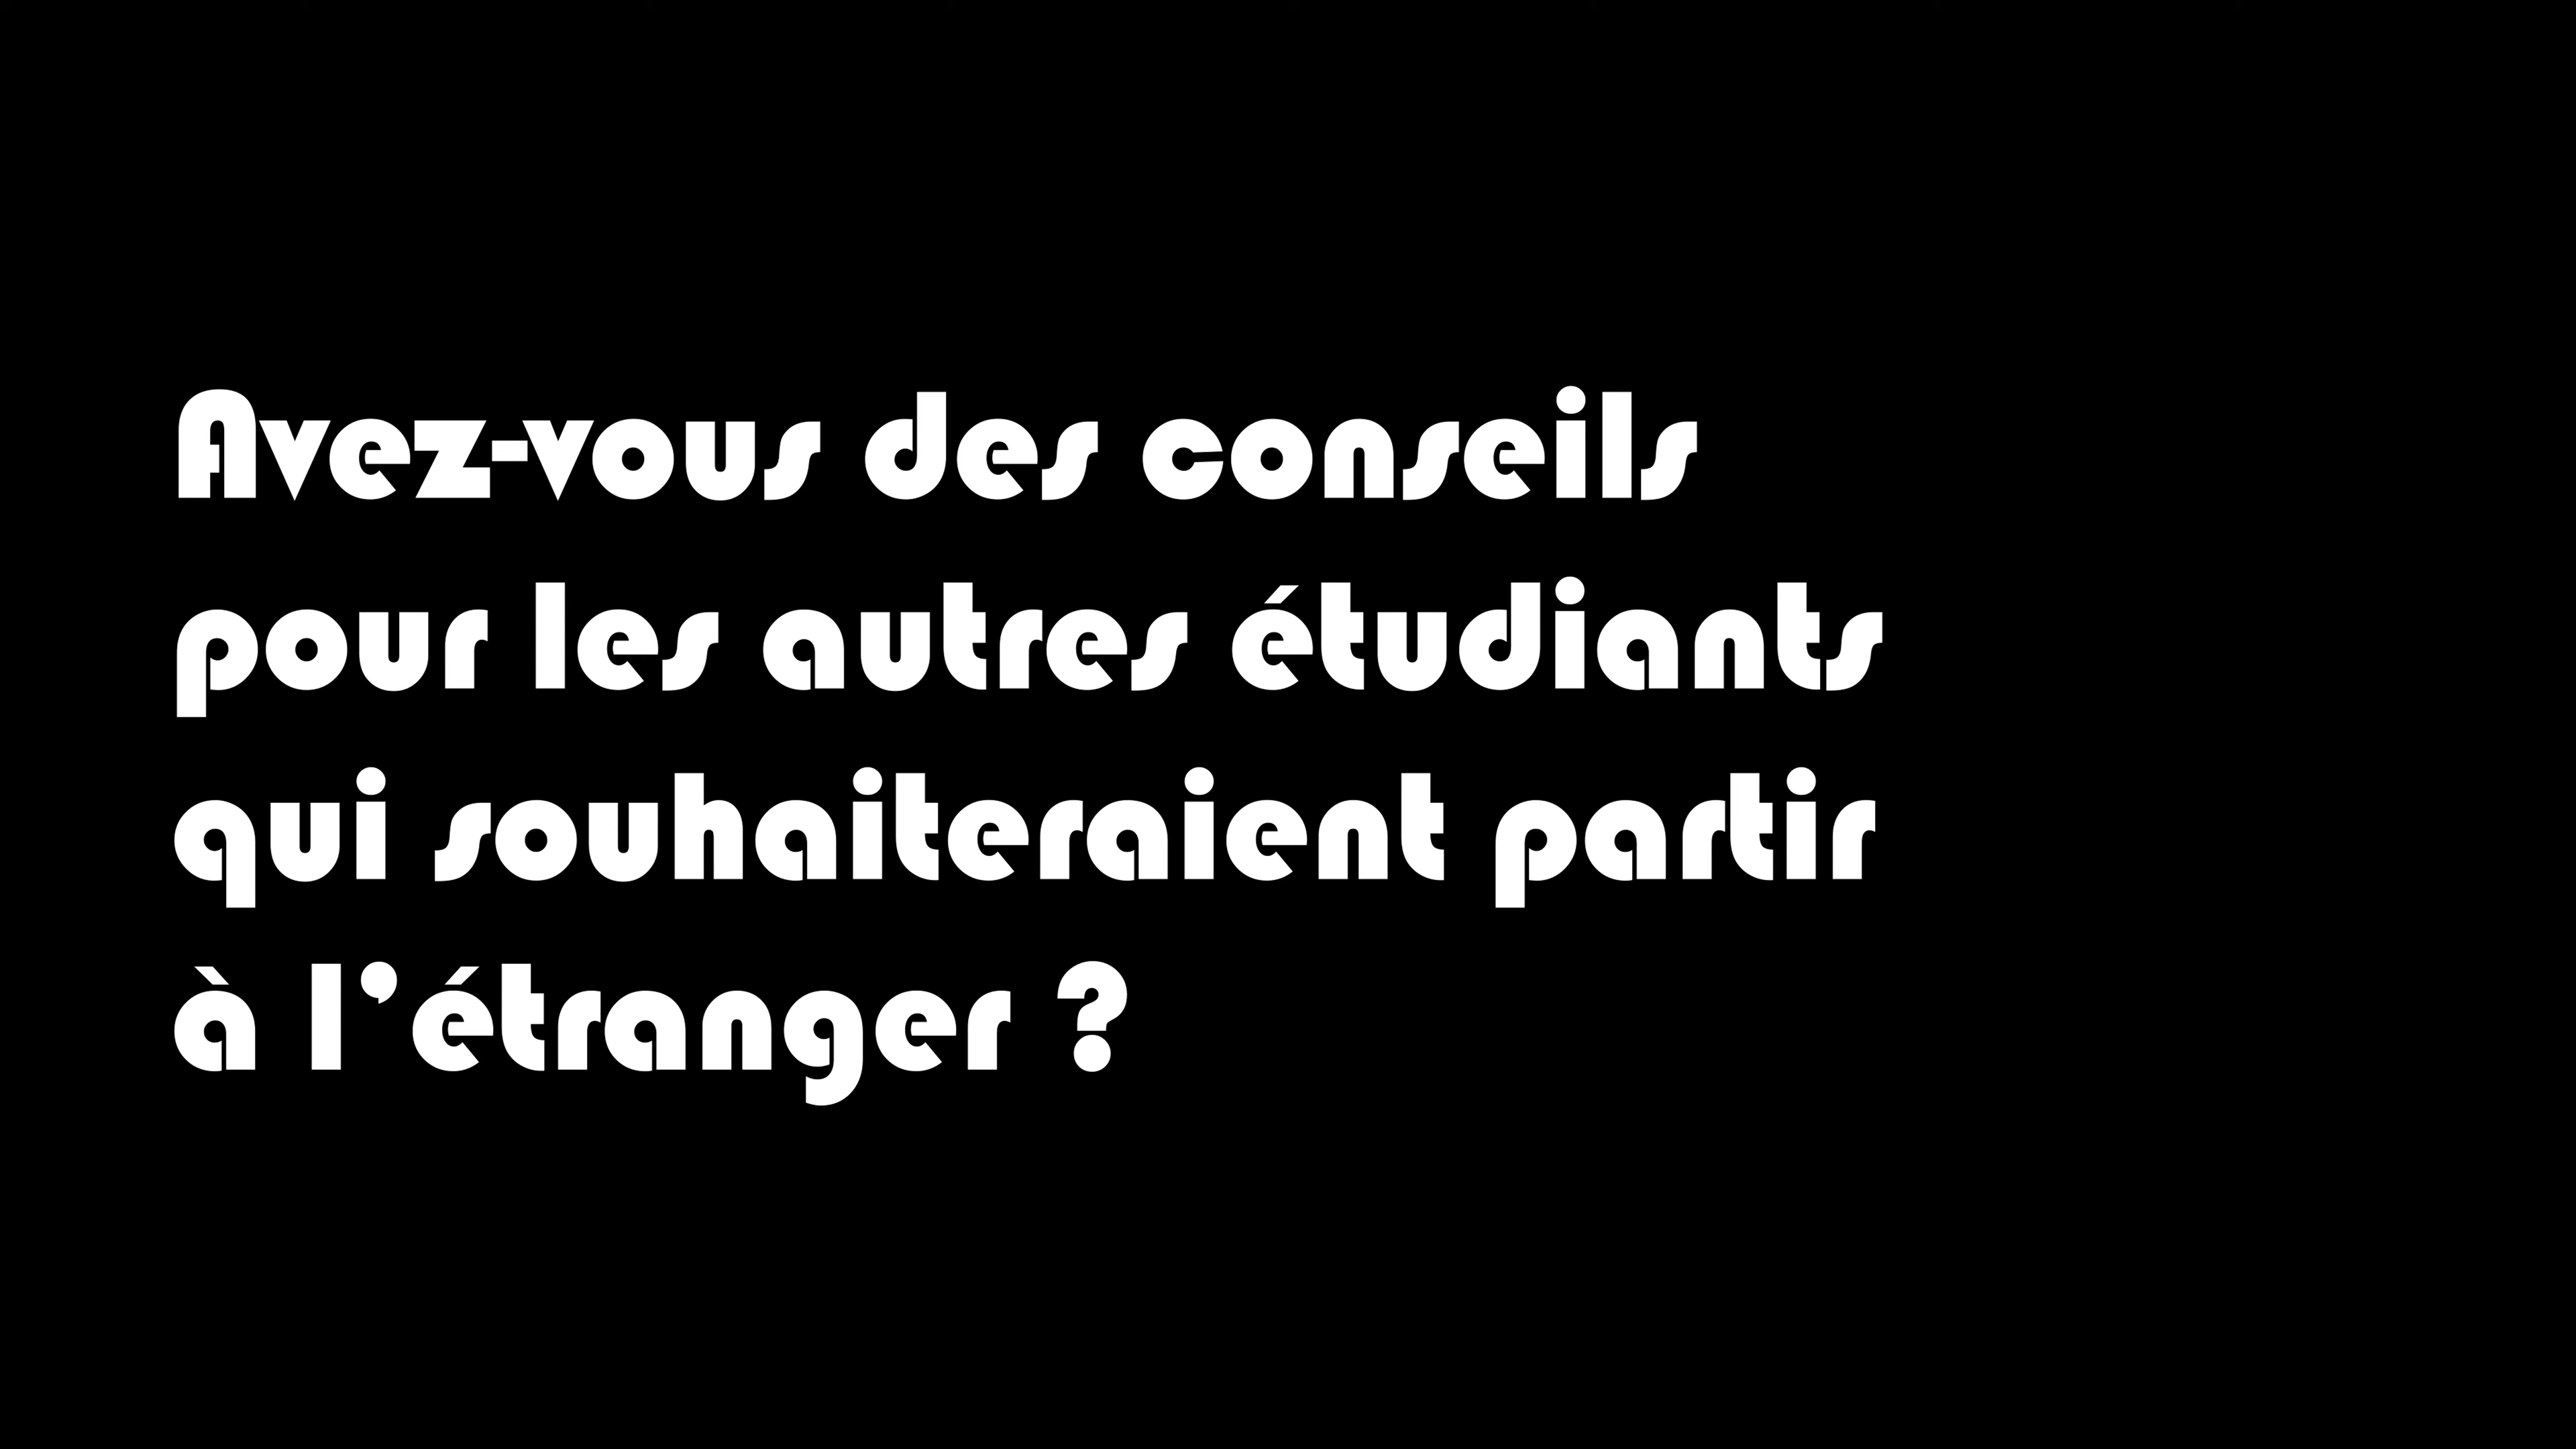 Avez-vous des conseils
pour les autres étudiants
qui souhaiteraient partir
à l’étranger ?